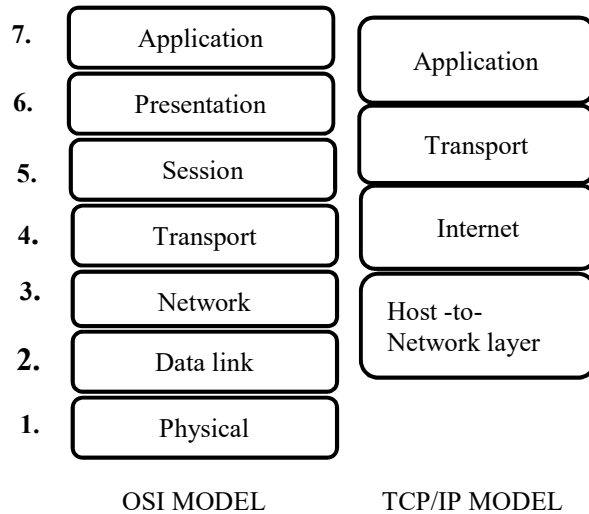 7.
Application
6.
Presentation
5.
Session
4.
Transport
3.
Network
2.
Data link
1.
Physical
OSI MODEL
Application
Transport
Internet
Host -to-
Network layer
TCP/IP MODEL